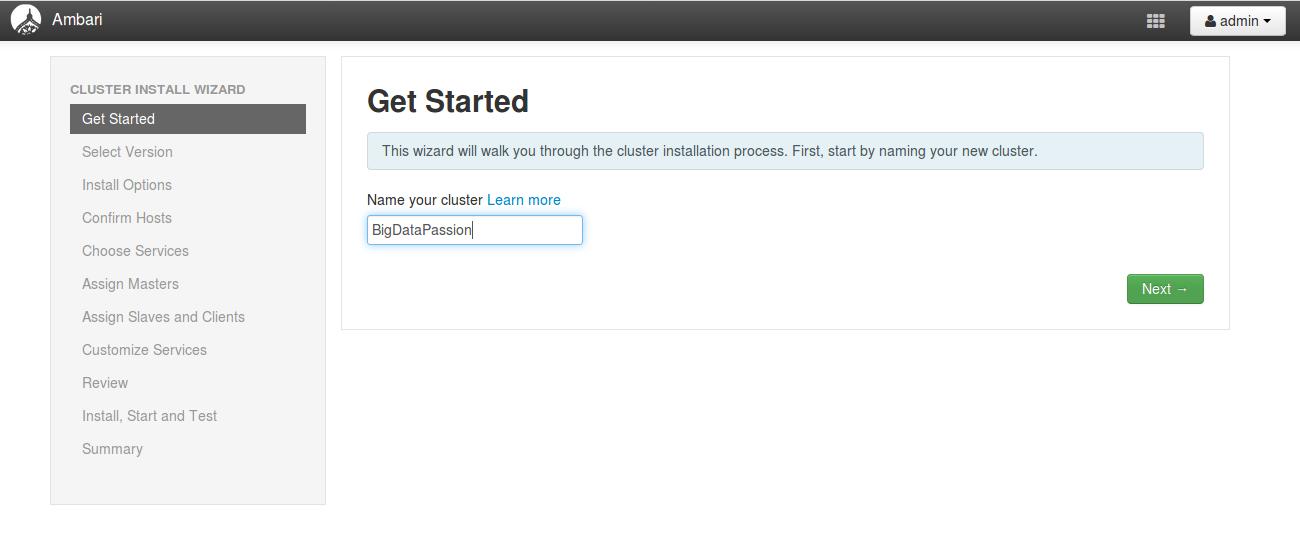 Ambari
admin
CLUSTER INSTALL WIZARD
Get Started
Select Version
Install Options
Confirm Hosts
Choose Services
Assign Masters
Assign Slaves and Clients
Customize Services
Review
Install, Start and Test
Summary
Get Started
This wizard will walk you through the cluster installation process. First, start by naming your new cluster.
Name your cluster Learn more
BigDataPassion
Next →